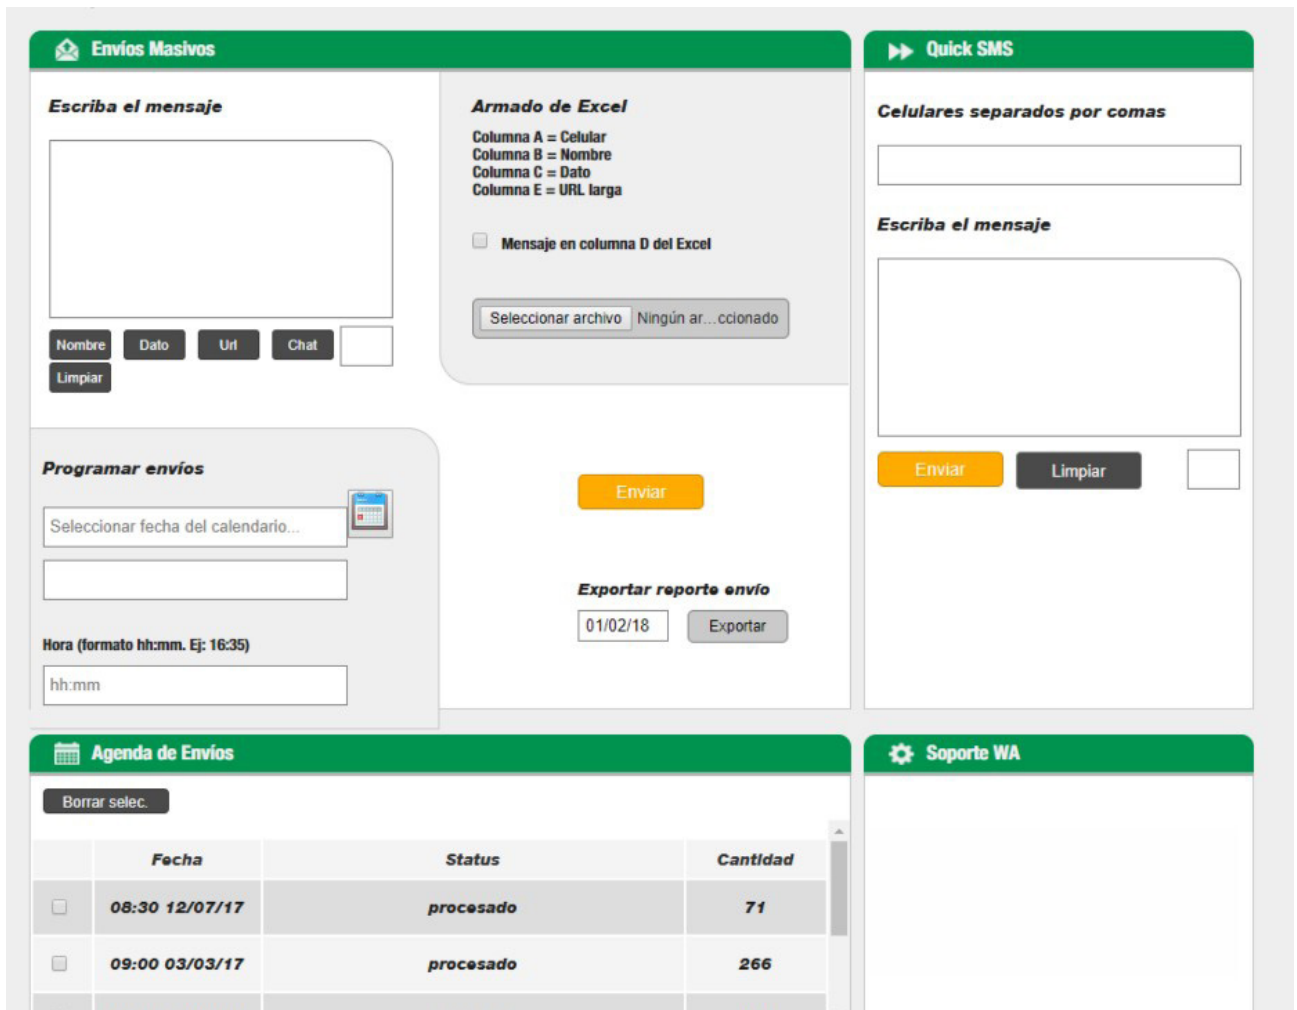 Envíos Masivos
Escriba el mensaje
Nombre Dato Url Chat
Limpiar
Armado de Excel
Columna A = Celular
Columna B = Nombre
Columna C = Dato
Columna E = URL larga
Mensaje en columna D del Excel
Seleccionar archivo Ningún ar...ccionado
Programar envíos
Seleccionar fecha del calendario...
Hora (formato hh:mm. Ej: 16:35)
hh:mm
Enviar
Exportar reporte envío
01/02/18 Exportar
Quick SMS
Celulares separados por comas
Escriba el mensaje
Enviar Limpiar
Agenda de Envíos
Borrar selec.
Fecha Status Cantidad
08:30 12/07/17 procesado 71
09:00 03/03/17 procesado 266
Soporte WA